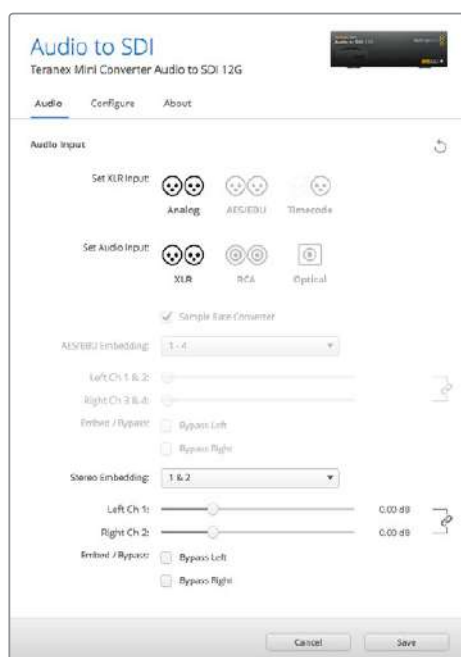 Audio to SDI
Teranex Mini Converter Audio to SDI 12G
Audio Configure About
Audio Input
Set XLR Input:
Analog AES/EBU Timecode
Set Audio Input:
XLR RCA Optical
Sample Rate Converter
AES/EBU Embedding: 1 - 4
Left Ch 1 & 2:
Right Ch 3 & 4:
Embed / Bypass: Bypass Left
Bypass Right
Stereo Embedding: 1 & 2
Left Ch 1: 0.00 dB
Right Ch 2: 0.00 dB
Embed / Bypass: Bypass Left
Bypass Right
Cancel Save